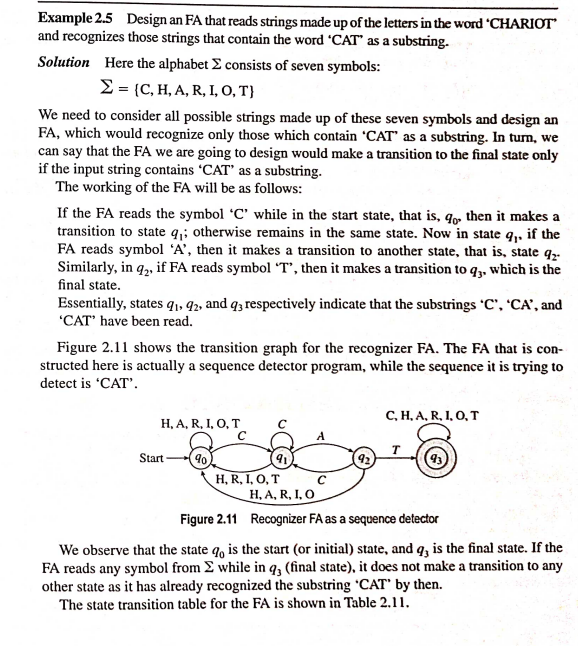 Example 2.5 Design an FA that reads strings made up of the letters in the word ‘CHARIOT’
and recognizes those strings that contain the word ‘CAT’ as a substring.
Solution Here the alphabet Σ consists of seven symbols:
Σ = {C, H, A, R, I, O, T}
We need to consider all possible strings made up of these seven symbols and design an
FA, which would recognize only those which contain ‘CAT’ as a substring. In turn, we
can say that the FA we are going to design would make a transition to the final state only
if the input string contains ‘CAT’ as a substring.
The working of the FA will be as follows:
If the FA reads the symbol ‘C’ while in the start state, that is, q₀, then it makes a
transition to state q₁; otherwise remains in the same state. Now in state q₁, if the
FA reads symbol ‘A’, then it makes a transition to another state, that is, state q₂.
Similarly, in q₂, if FA reads symbol ‘T’, then it makes a transition to q₃, which is the
final state.
Essentially, states q₁, q₂, and q₃ respectively indicate that the substrings ‘C’, ‘CA’, and
‘CAT’ have been read.
Figure 2.11 shows the transition graph for the recognizer FA. The FA that is con-
structed here is actually a sequence detector program, while the sequence it is trying to
detect is ‘CAT’.
C, H, A, R, I, O, T
H, A, R, I, O, T C
C A
Start q₀ q₁ q₂ T q₃
H, R, I, O, T C
H, A, R, I, O
Figure 2.11 Recognizer FA as a sequence detector
We observe that the state q₀ is the start (or initial) state, and q₃ is the final state. If the
FA reads any symbol from Σ while in q₃ (final state), it does not make a transition to any
other state as it has already recognized the substring ‘CAT’ by then.
The state transition table for the FA is shown in Table 2.11.